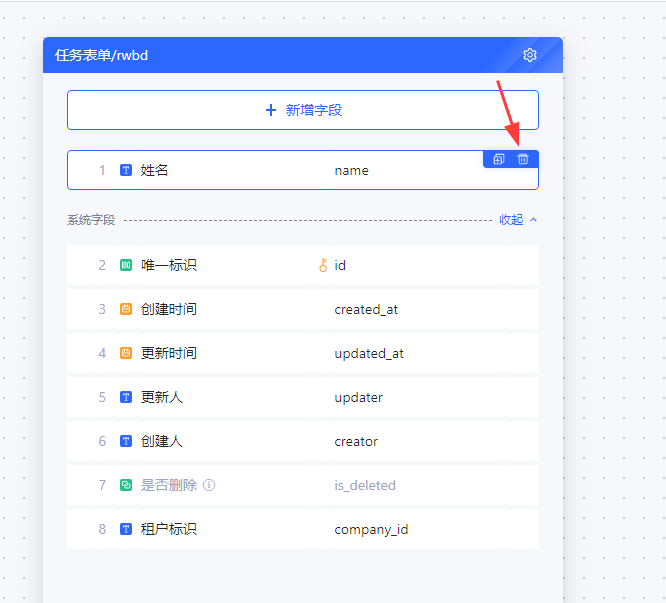 任务表单/rwbd
+ 新增字段
1 姓名 name
系统字段 收起
2 唯一标识 id
3 创建时间 created_at
4 更新时间 updated_at
5 更新人 updater
6 创建人 creator
7 是否删除 is_deleted
8 租户标识 company_id